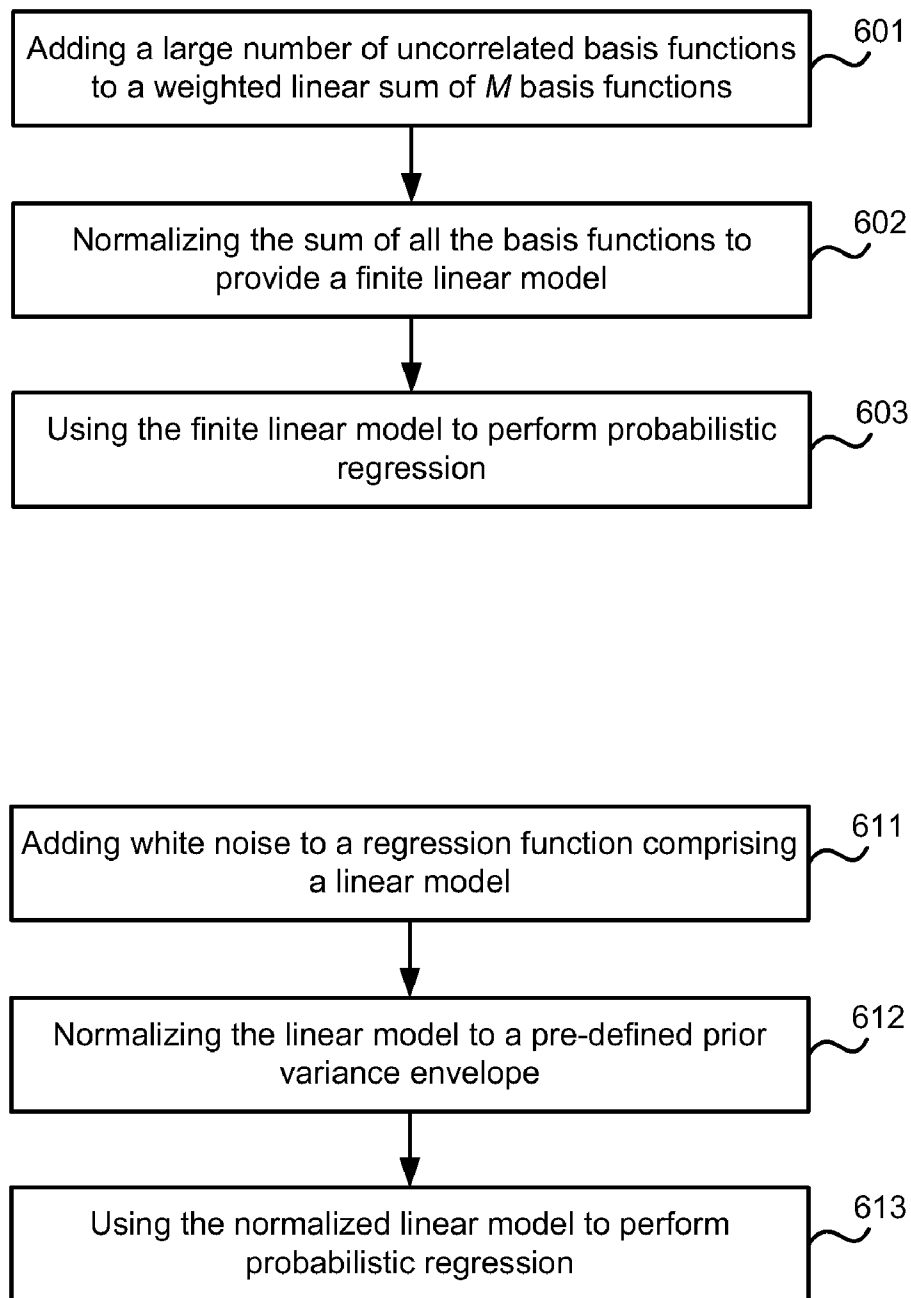 Adding a large number of uncorrelated basis functions
to a weighted linear sum of M basis functions
601
Normalizing the sum of all the basis functions to
provide a finite linear model
602
Using the finite linear model to perform probabilistic
regression
603
Adding white noise to a regression function comprising
a linear model
611
Normalizing the linear model to a pre-defined prior
variance envelope
612
Using the normalized linear model to perform
probabilistic regression
613